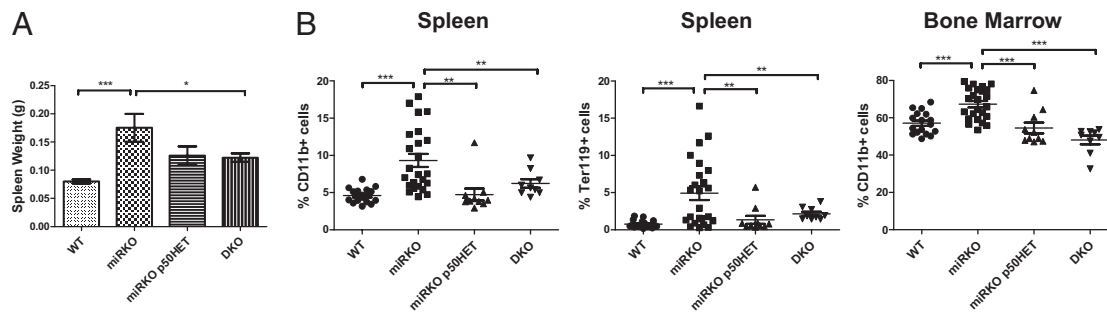 A
Spleen Weight (g)
0.25
0.20
0.15
0.10
0.05
0.00
***
*
WT
miRKO
miRKO p50HET
DKO
B
Spleen
% CD11b+ cells
20
15
10
5
0
***
**
**
WT
miRKO
miRKO p50HET
DKO
Spleen
% Ter119+ cells
20
15
10
5
0
***
**
**
WT
miRKO
miRKO p50HET
DKO
Bone Marrow
% CD11b+ cells
80
60
40
20
0
***
***
***
WT
miRKO
miRKO p50HET
DKO